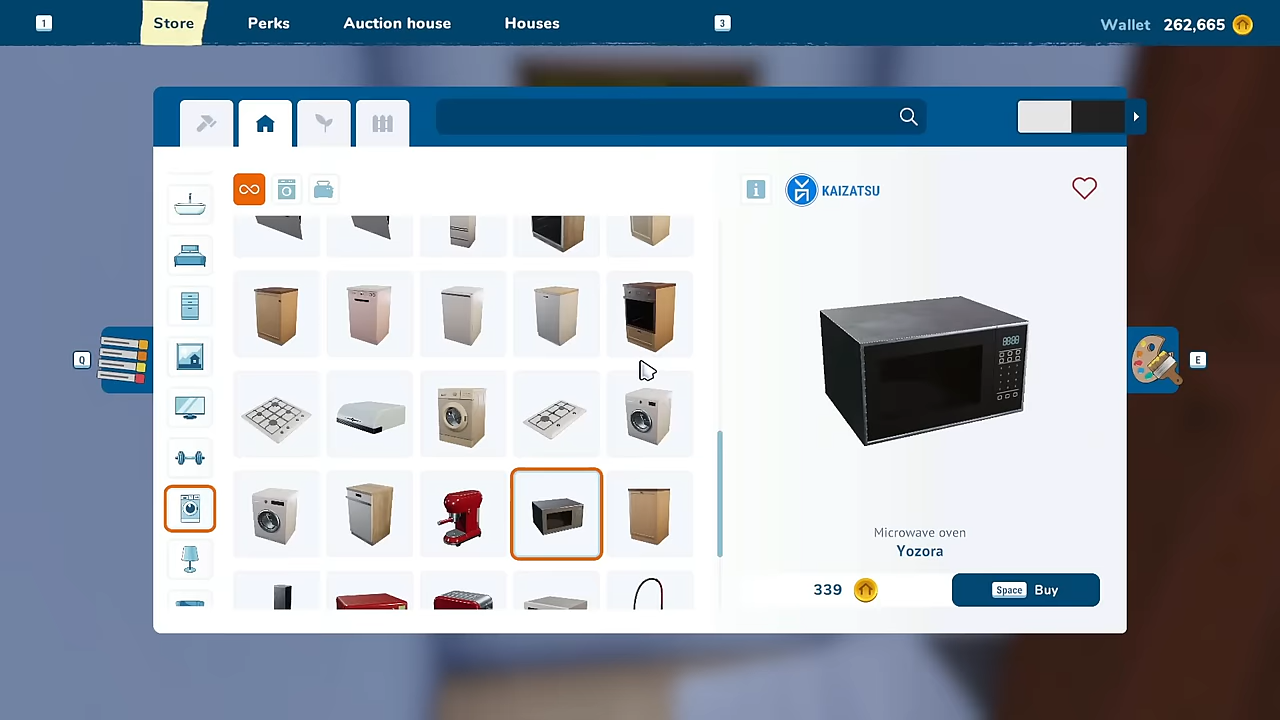 1
Store
Perks
Auction house
Houses
3
Wallet 262,665
KAIZATSU
Q
E
Microwave oven
Yozora
339
Space Buy